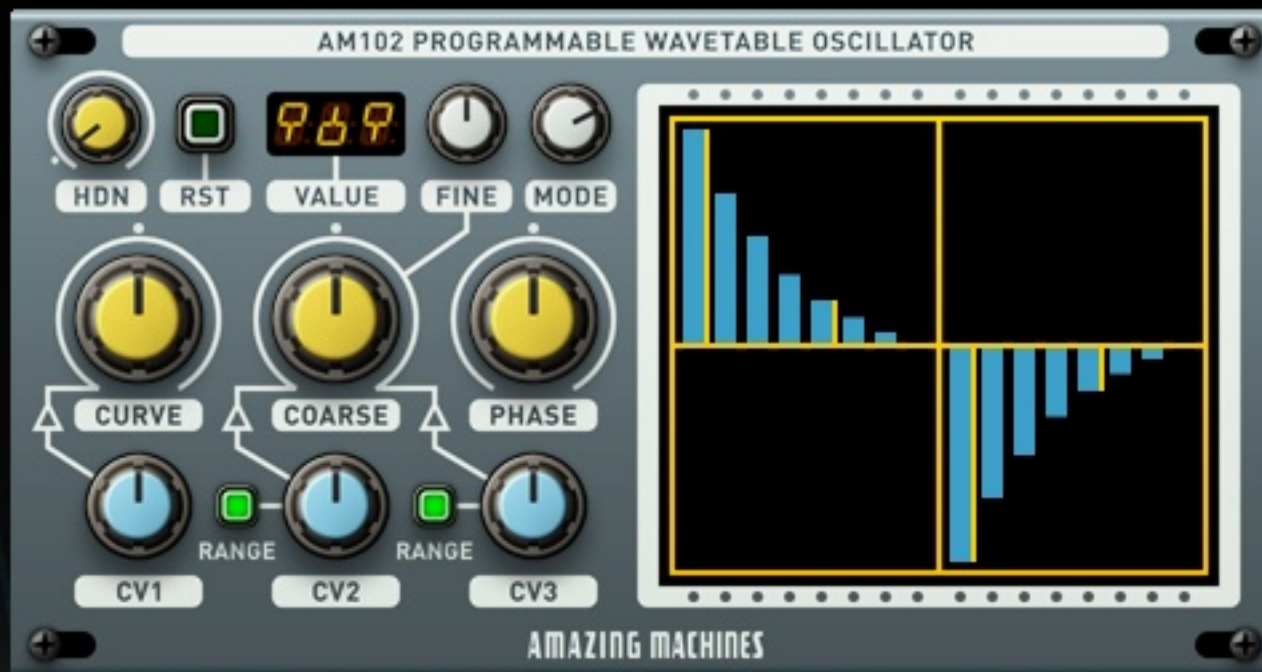 AM102 PROGRAMMABLE WAVETABLE OSCILLATOR
HDN RST VALUE FINE MODE
CURVE COARSE PHASE
RANGE RANGE
CV1 CV2 CV3
AMAZING MACHINES